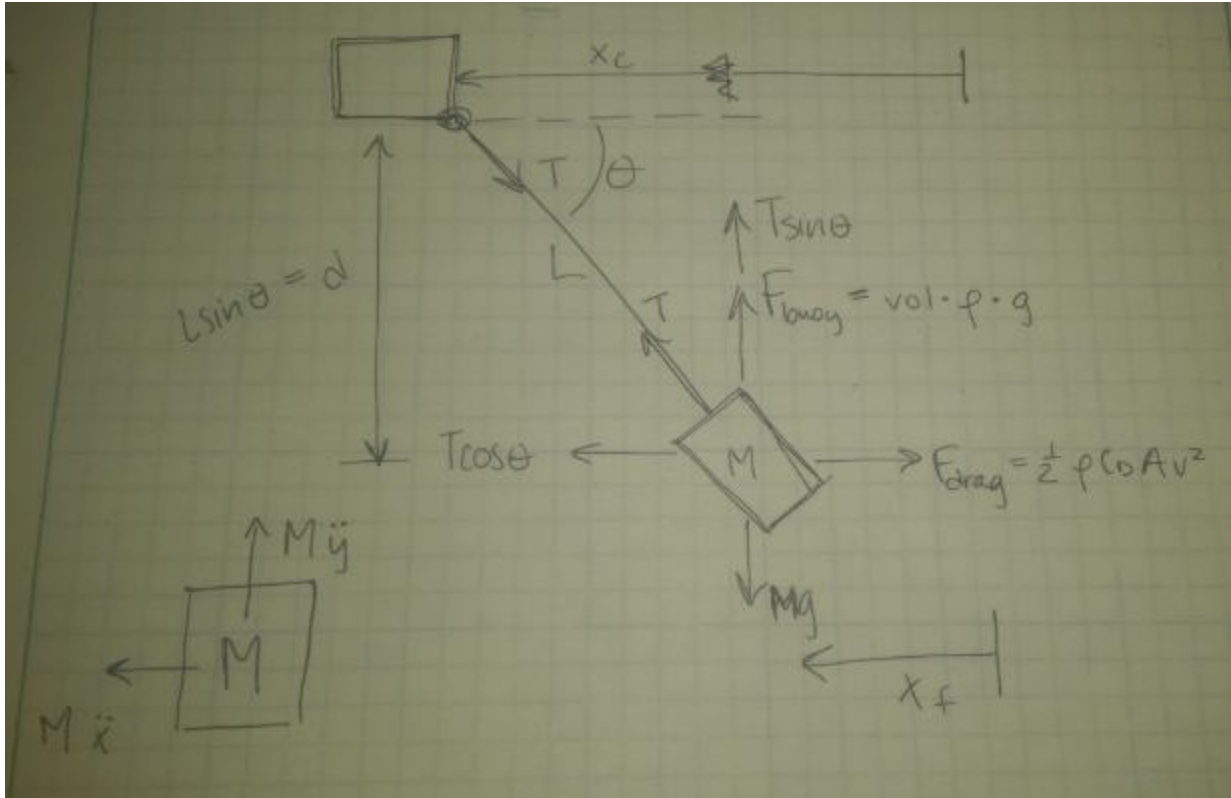 x_c
T
θ
L sinθ = d
L
T sinθ
F_buoy = vol · ρ · g
T
T cosθ
M
F_drag = ½ ρ C_D A v²
Mg
M ÿ
M
M ẍ
x_f